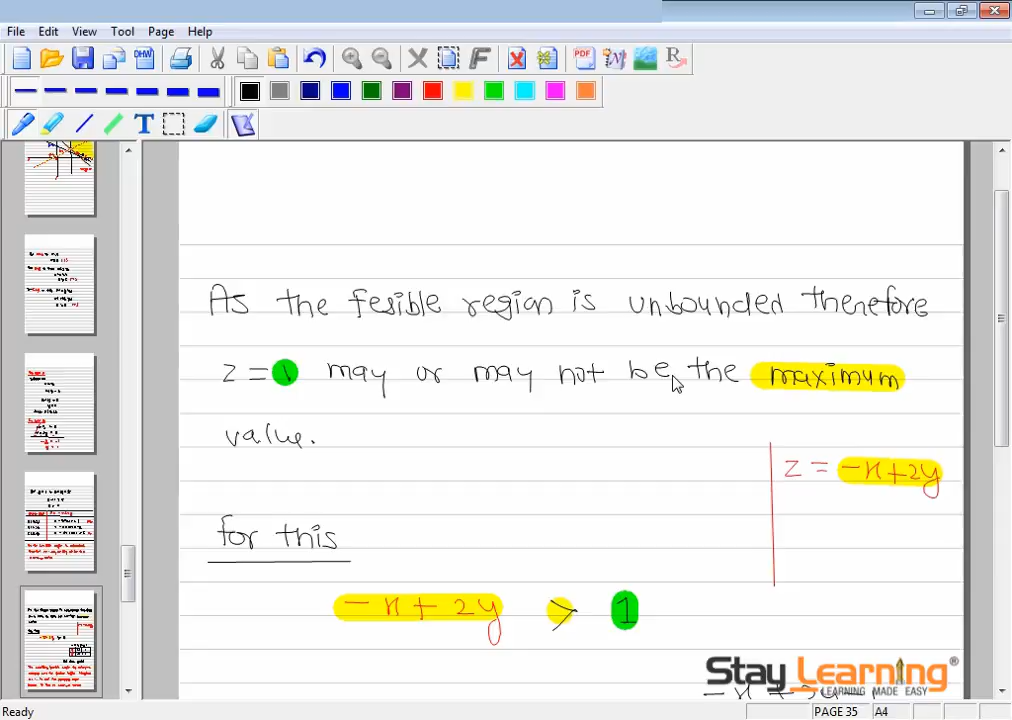 File Edit View Tool Page Help
As the fesible region is unbounded therefore
z = 1 may or may not be the maximum
value.
z = -x+2y
for this
-x + 2y > 1
Stay Learning®
LEARNING MADE EASY
Ready
PAGE 35 A4